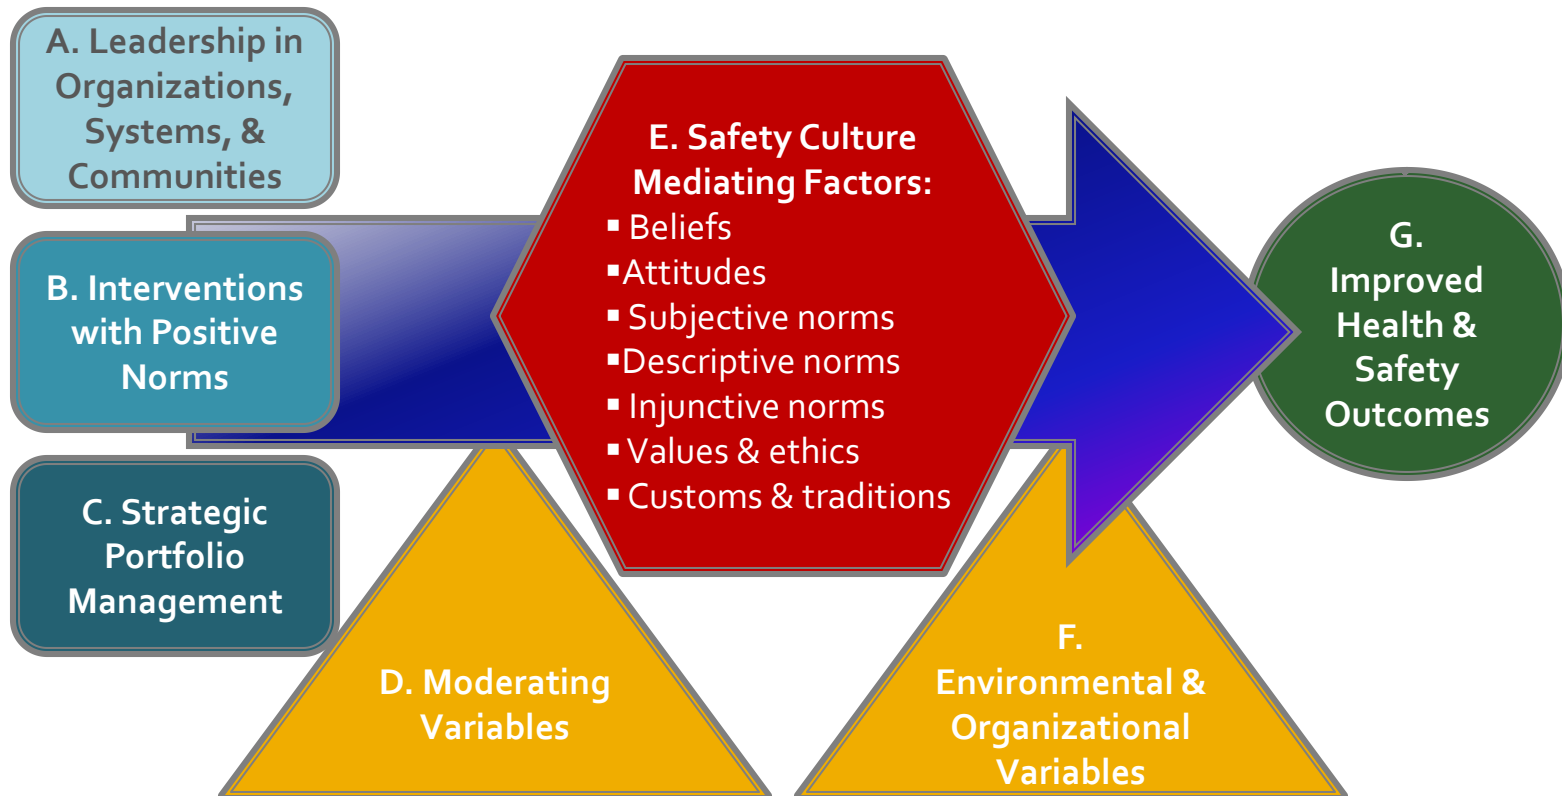 A. Leadership in
Organizations,
Systems, &
Communities
B. Interventions
with Positive
Norms
C. Strategic
Portfolio
Management
D. Moderating
Variables
E. Safety Culture
Mediating Factors:
▪ Beliefs
▪Attitudes
▪ Subjective norms
▪Descriptive norms
▪ Injunctive norms
▪ Values & ethics
▪ Customs & traditions
F.
Environmental &
Organizational
Variables
G.
Improved
Health &
Safety
Outcomes